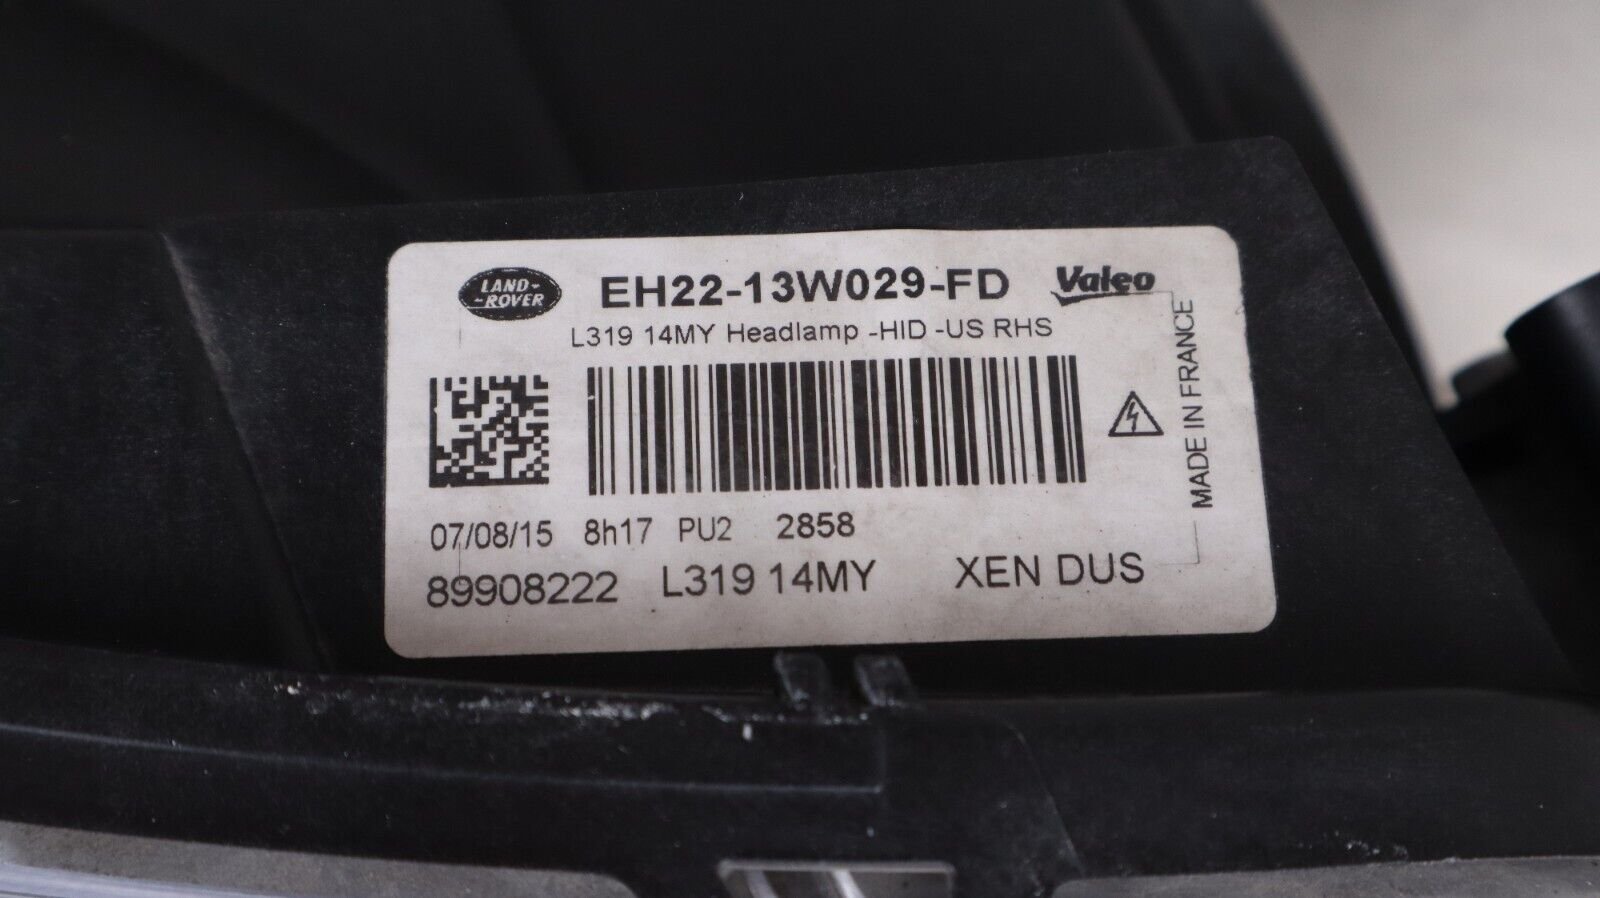 LAND-
-ROVER
EH22-13W029-FD
Valeo
L319 14MY Headlamp -HID -US RHS
MADE IN FRANCE
07/08/15 8h17 PU2 2858
89908222 L319 14MY XEN DUS